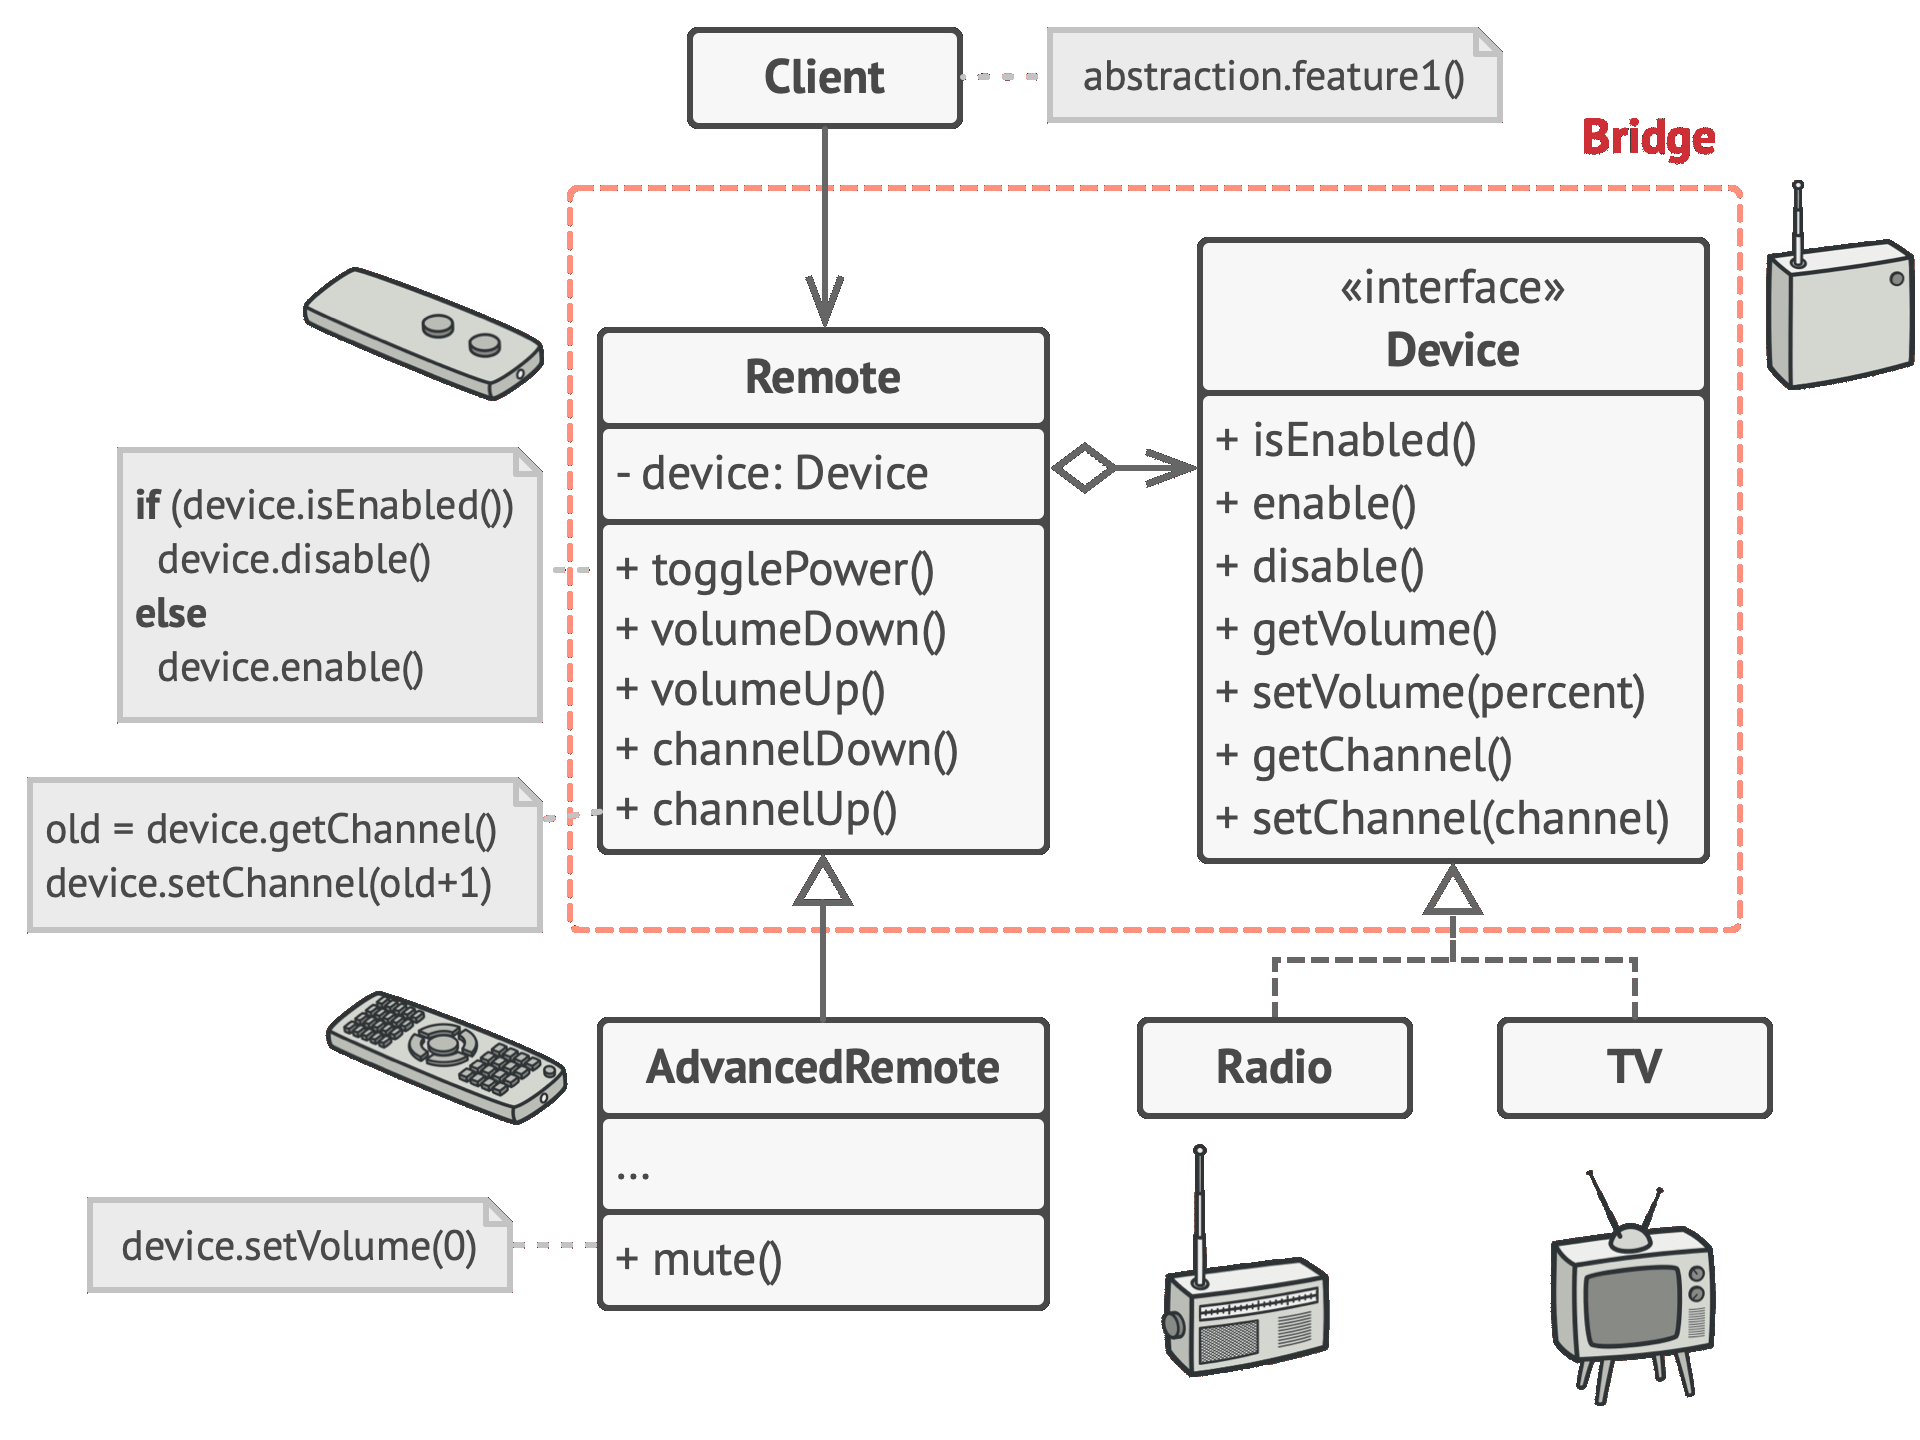 Client
abstraction.feature1()
Bridge
Remote
- device: Device
+ togglePower()
+ volumeDown()
+ volumeUp()
+ channelDown()
+ channelUp()
«interface»
Device
+ isEnabled()
+ enable()
+ disable()
+ getVolume()
+ setVolume(percent)
+ getChannel()
+ setChannel(channel)
if (device.isEnabled())
device.disable()
else
device.enable()
old = device.getChannel()
device.setChannel(old+1)
AdvancedRemote
...
+ mute()
device.setVolume(0)
Radio
TV